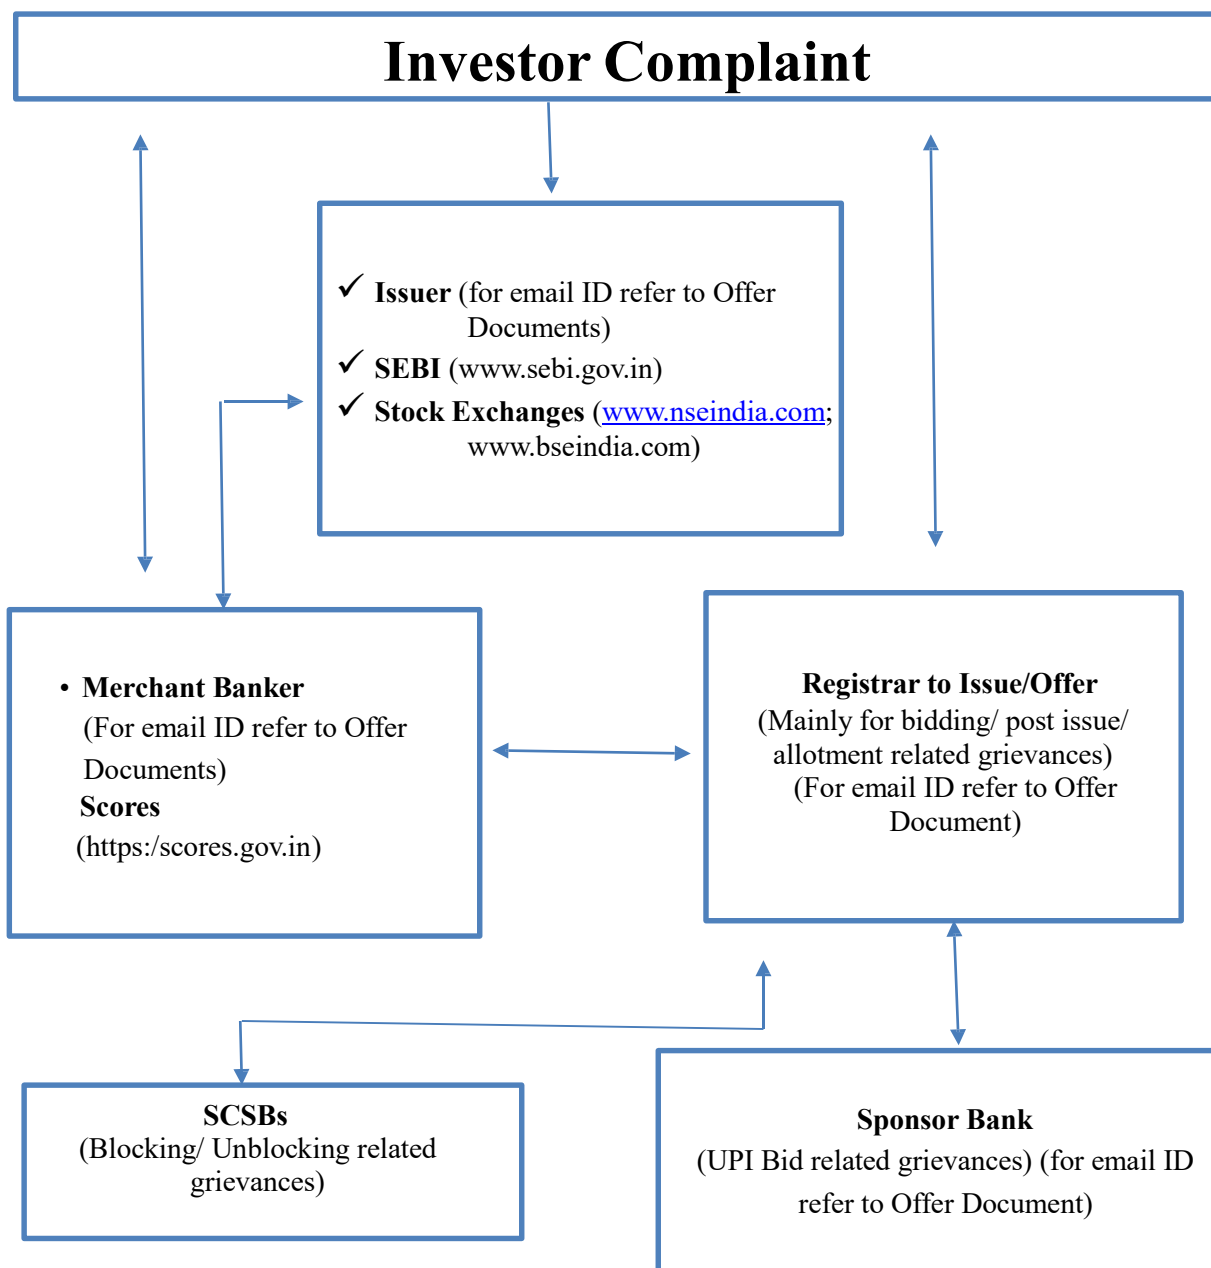 Investor Complaint
✓ Issuer (for email ID refer to Offer
Documents)
✓ SEBI (www.sebi.gov.in)
✓ Stock Exchanges (www.nseindia.com;
www.bseindia.com)
• Merchant Banker
(For email ID refer to Offer
Documents)
Scores
(https:/scores.gov.in)
Registrar to Issue/Offer
(Mainly for bidding/ post issue/
allotment related grievances)
(For email ID refer to Offer
Document)
SCSBs
(Blocking/ Unblocking related
grievances)
Sponsor Bank
(UPI Bid related grievances) (for email ID
refer to Offer Document)